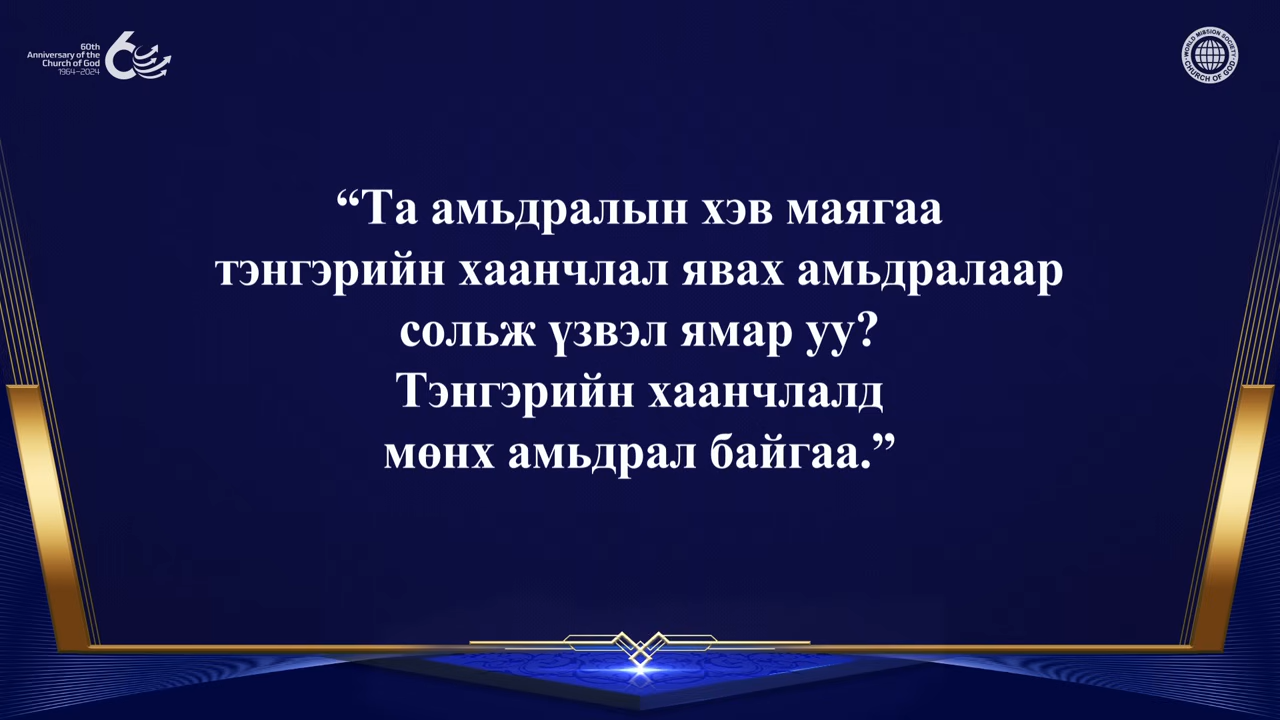 60th
Anniversary of the
Church of God
1964–2024
WORLD MISSION SOCIETY
CHURCH OF GOD
“Та амьдралын хэв маягаа
тэнгэрийн хаанчлал явах амьдралаар
сольж үзвэл ямар уу?
Тэнгэрийн хаанчлалд
мөнх амьдрал байгаа.”